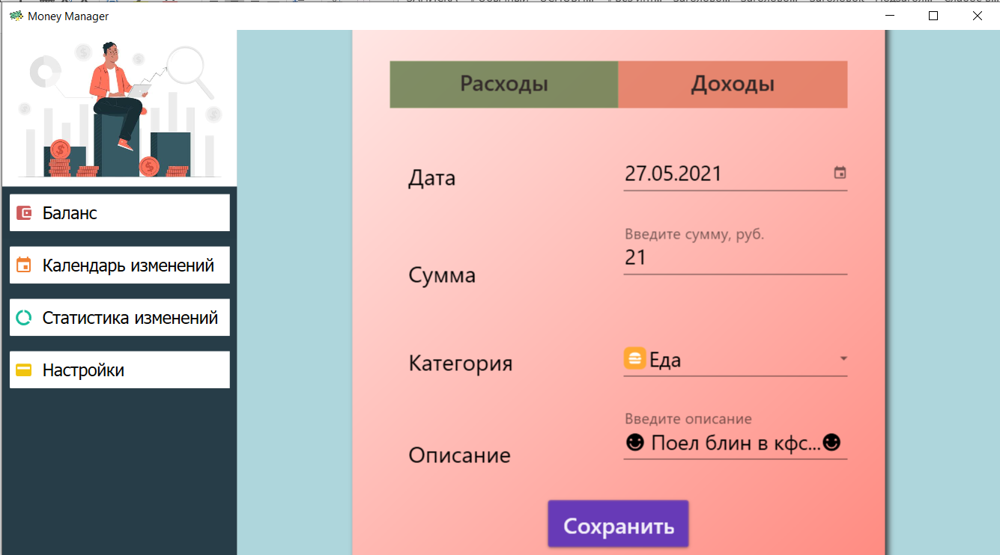 Money Manager
Баланс
Календарь изменений
Статистика изменений
Настройки
Расходы Доходы
Дата 27.05.2021
Введите сумму, руб.
21
Сумма
Категория Еда
Введите описание
☻ Поел блин в кфс...☻
Описание
Сохранить